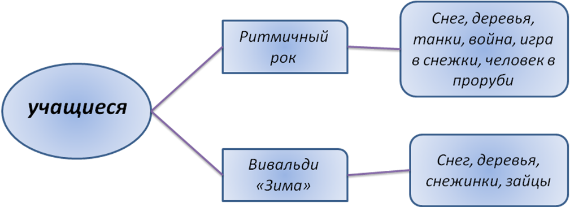 учащиеся
Ритмичный
рок
Снег, деревья,
танки, война, игра
в снежки, человек в
проруби
Вивальди
«Зима»
Снег, деревья,
снежинки, зайцы